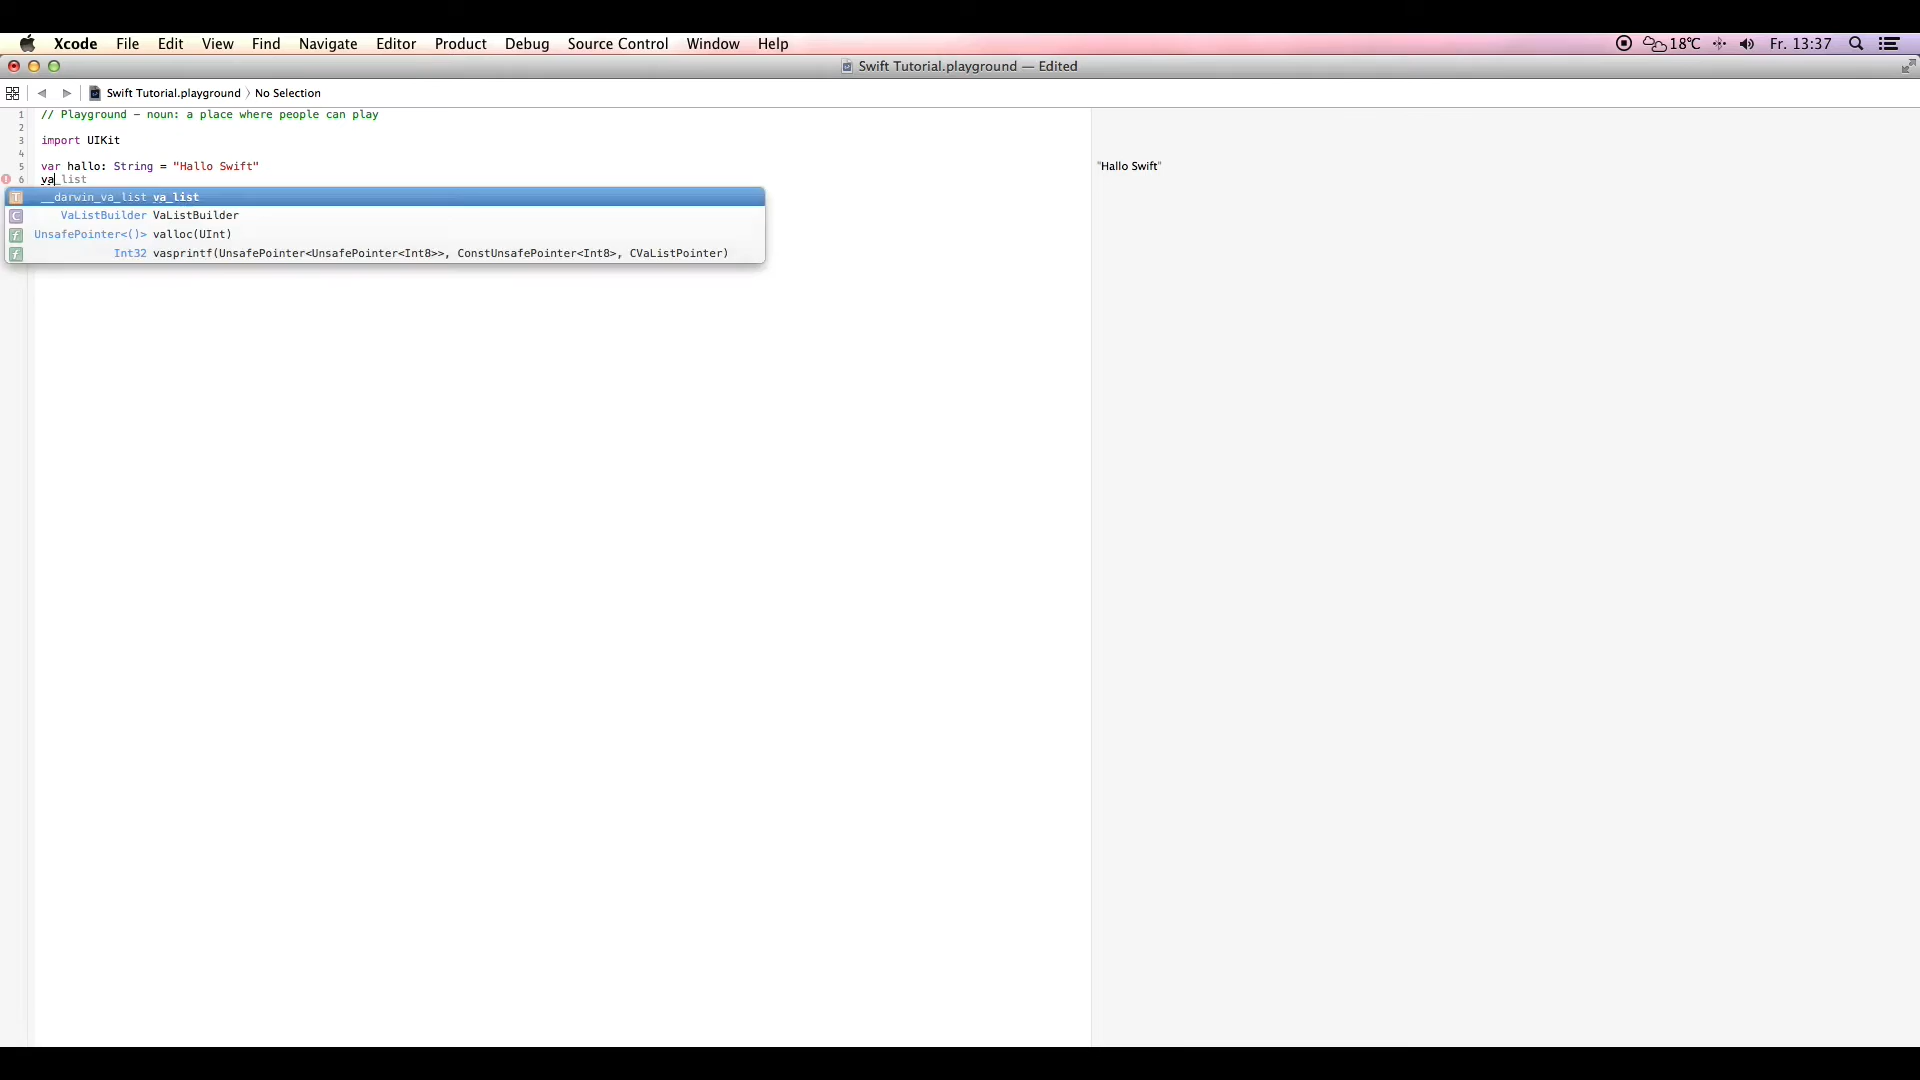 Xcode File Edit View Find Navigate Editor Product Debug Source Control Window Help 18°C Fr. 13:37
Swift Tutorial.playground — Edited
Swift Tutorial.playground 〉 No Selection
1 // Playground - noun: a place where people can play
2
3 import UIKit
4
5 var hallo: String = "Hallo Swift" "Hallo Swift"
6 va_list
T __darwin_va_list va_list
C VaListBuilder VaListBuilder
f UnsafePointer<()> valloc(UInt)
f Int32 vasprintf(UnsafePointer<UnsafePointer<Int8>>, ConstUnsafePointer<Int8>, CVaListPointer)